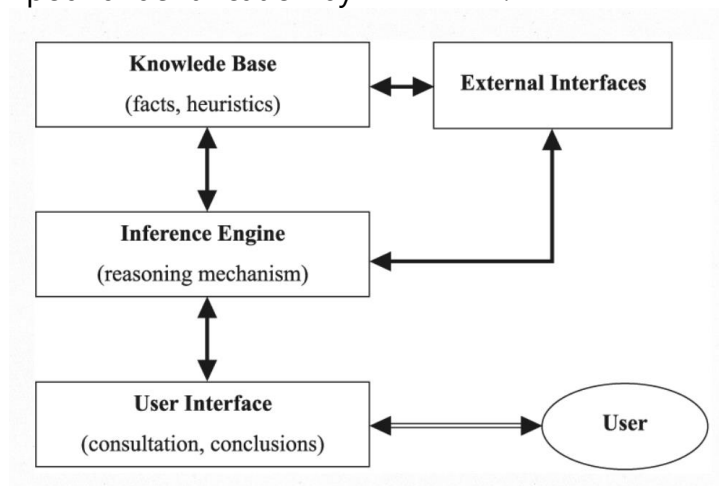 Knowlede Base
(facts, heuristics)
External Interfaces
Inference Engine
(reasoning mechanism)
User Interface
(consultation, conclusions)
User